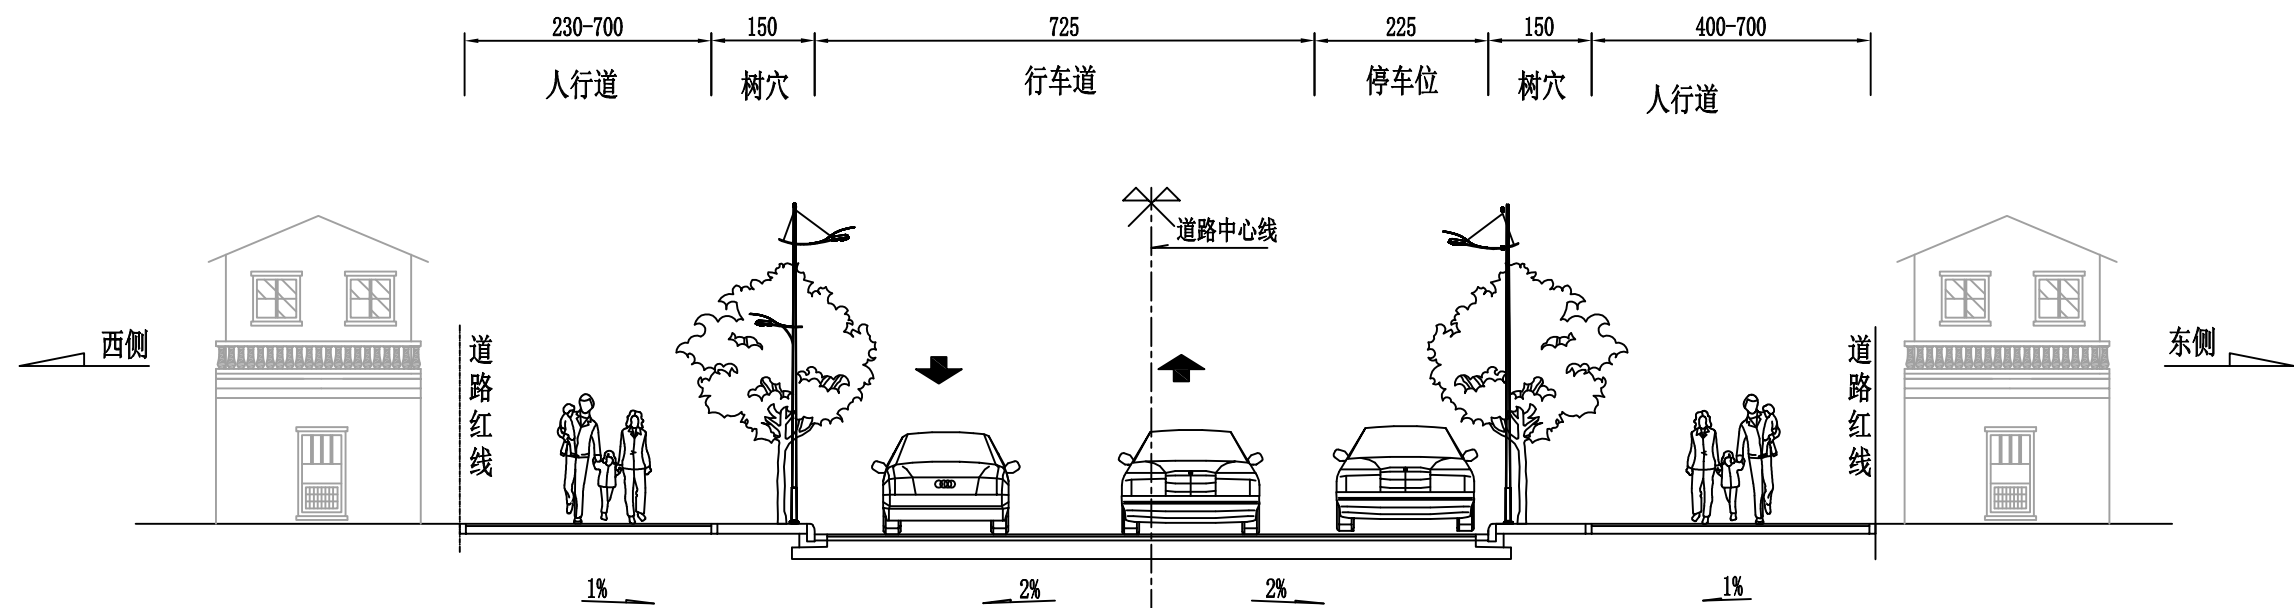 230-700
150
725
225
150
400-700
人行道
树穴
行车道
停车位
树穴
人行道
道路中心线
西侧
道路红线
道路红线
东侧
1%
2%
2%
1%